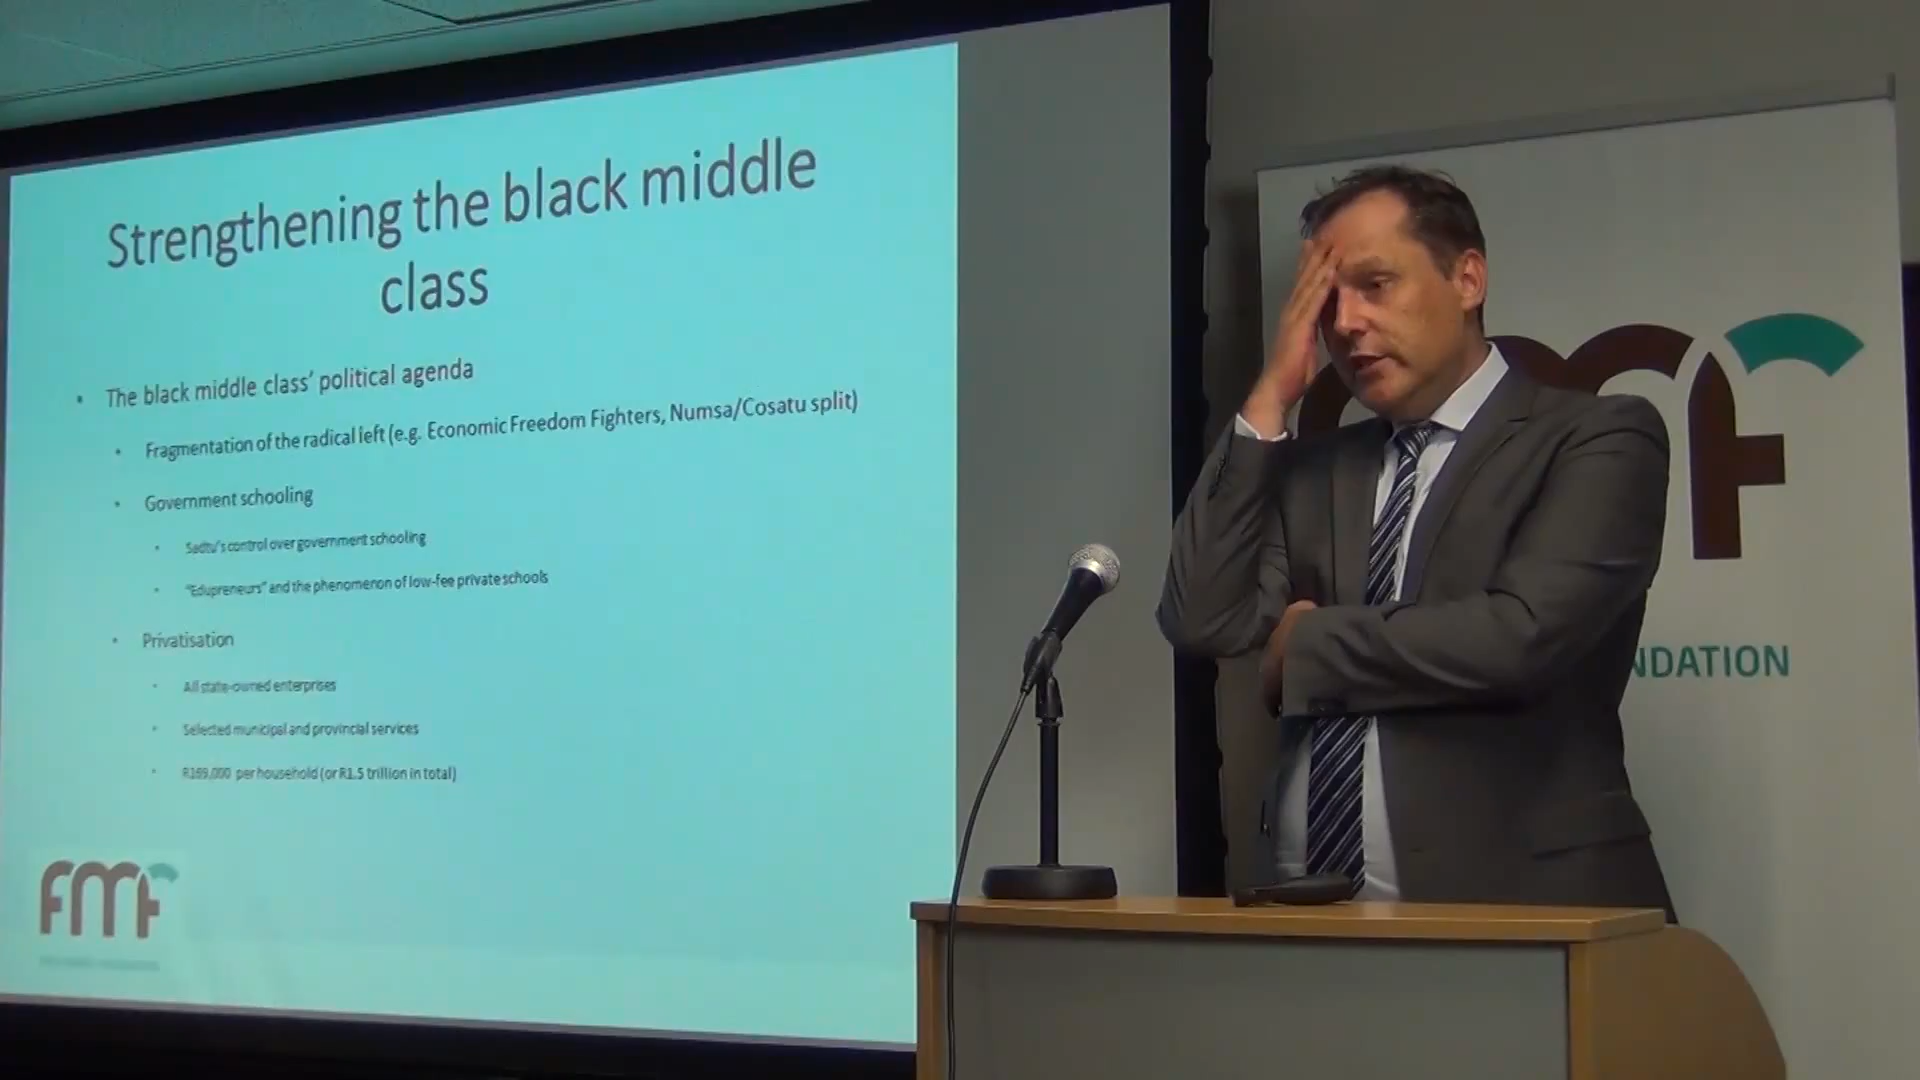 Strengthening the black middle
class
• The black middle class' political agenda
• Fragmentation of the radical left (e.g. Economic Freedom Fighters, Numsa/Cosatu split)
• Government schooling
• Sadtu's control over government schooling
• "Edupreneurs" and the phenomenon of low-fee private schools
• Privatisation
• All state-owned enterprises
• Selected municipal and provincial services
• R169,000 per household (or R1.5 trillion in total)
FMF
FMF
NDATION